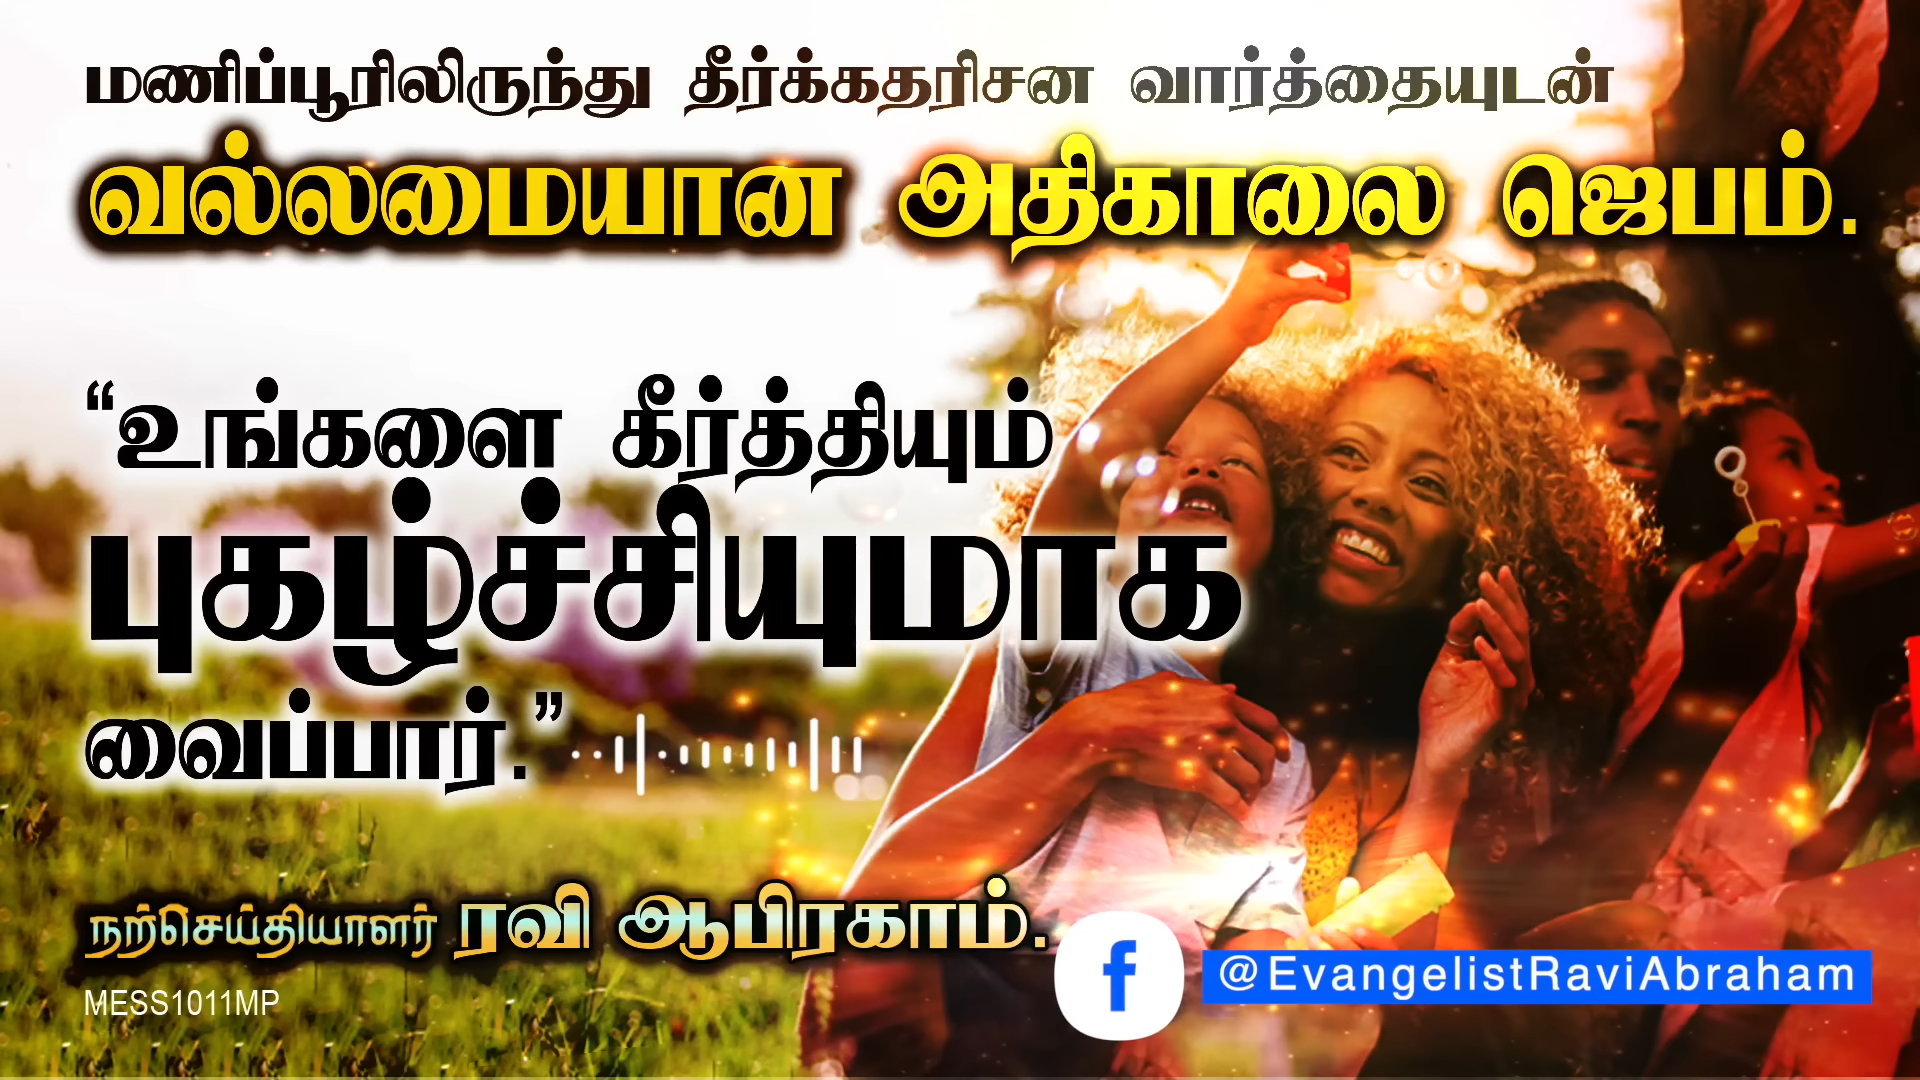 மணிப்பூரிலிருந்து தீர்க்கதரிசன வார்த்தையுடன்
வல்லமையான அதிகாலை ஜெபம்.
“உங்களை கீர்த்தியும்
புகழ்ச்சியுமாக
வைப்பார்.”
நற்செய்தியாளர் ரவி ஆபிரகாம்.
@EvangelistRaviAbraham
MESS1011MP